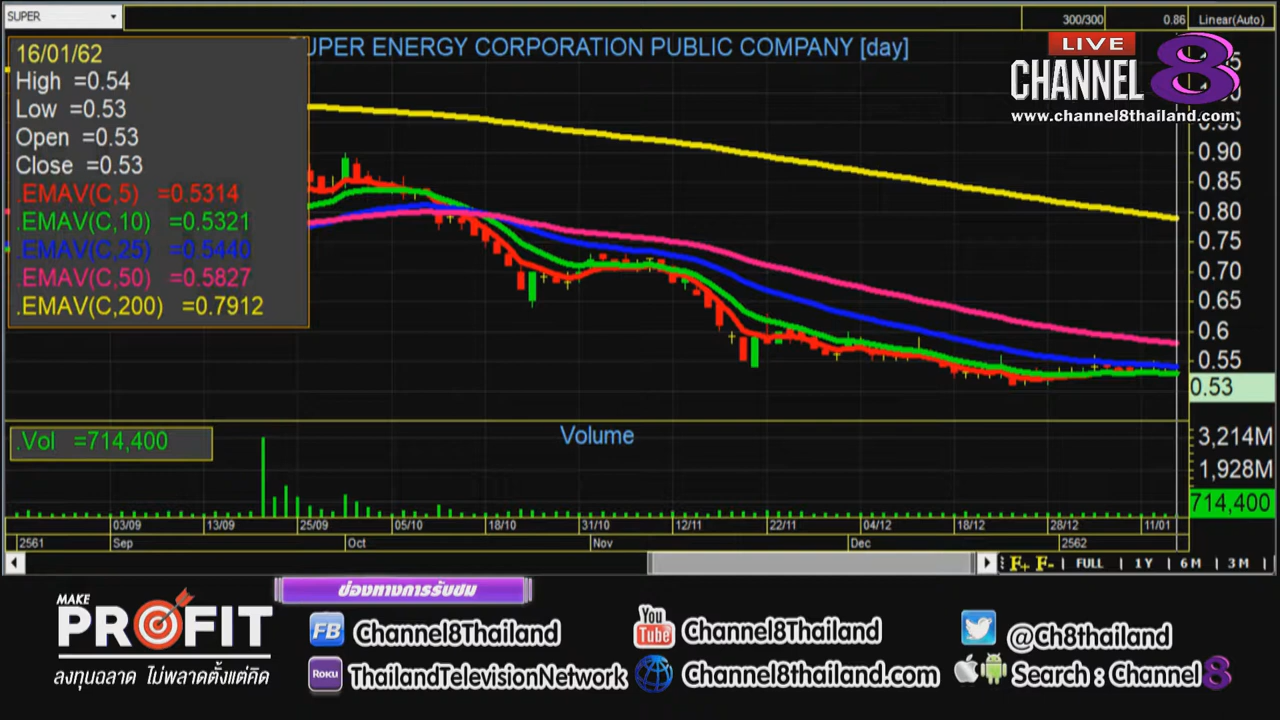 SUPER
300/300 0.86 Linear(Auto)
UPER ENERGY CORPORATION PUBLIC COMPANY [day]
LIVE
CHANNEL 8
www.channel8thailand.com
16/01/62
High =0.54
Low =0.53
Open =0.53
Close =0.53
.EMAV(C,5) =0.5314
.EMAV(C,10) =0.5321
.EMAV(C,25) =0.5440
.EMAV(C,50) =0.5827
.EMAV(C,200) =0.7912
0.90
0.85
0.80
0.75
0.70
0.65
0.6
0.55
0.53
.Vol =714,400
Volume
3,214M
1,928M
714,400
03/09 13/09 25/09 05/10 18/10 31/10 12/11 22/11 04/12 18/12 28/12 11/01
2561 Sep Oct Nov Dec 2562
F+ F- FULL 1Y 6M 3M
ช่องทางการรับชม
MAKE
PROFIT
ลงทุนฉลาด ไม่พลาดตั้งแต่คิด
FB Channel8Thailand
You Tube Channel8Thailand
@Ch8thailand
ROKU ThailandTelevisionNetwork
Channel8thailand.com
Search : Channel 8